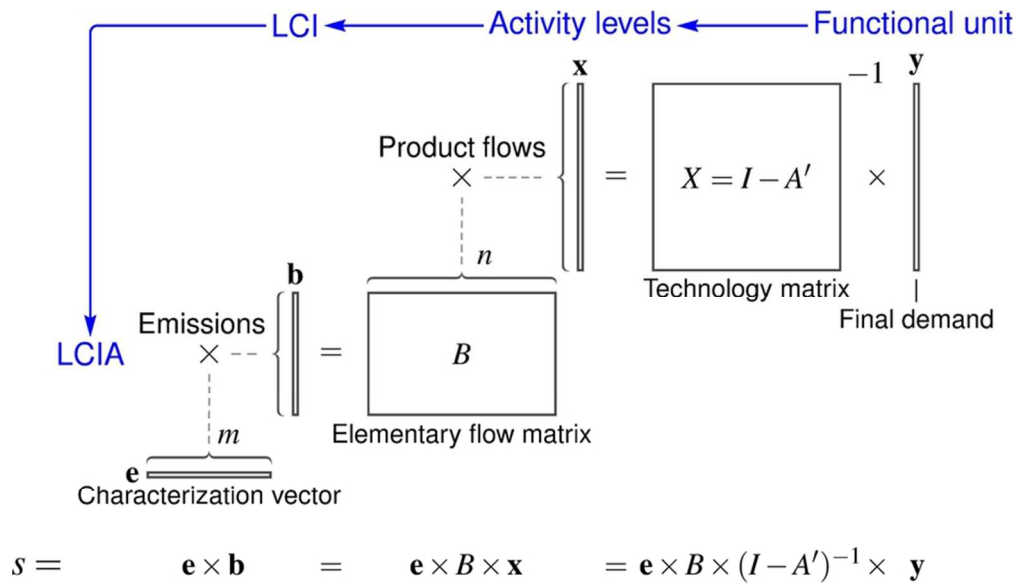 LCI Activity levels Functional unit
x −1 y
Product flows
× = X = I − A′ ×
n
b Technology matrix
Final demand
Emissions
LCIA × = B
m Elementary flow matrix
e
Characterization vector
s = e × b = e × B × x = e × B × (I − A′)⁻¹ × y